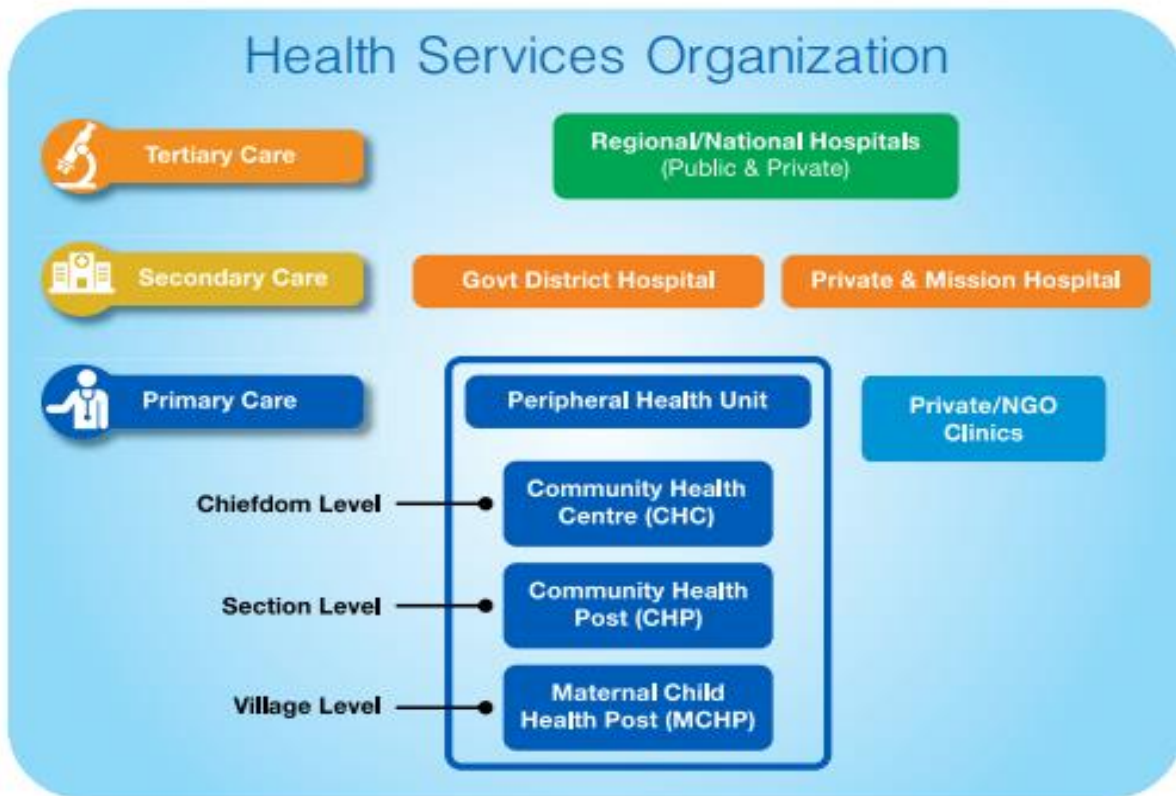 Health Services Organization
Tertiary Care
Regional/National Hospitals
(Public & Private)
Secondary Care
Govt District Hospital
Private & Mission Hospital
Primary Care
Peripheral Health Unit
Private/NGO
Clinics
Chiefdom Level
Community Health
Centre (CHC)
Section Level
Community Health
Post (CHP)
Village Level
Maternal Child
Health Post (MCHP)